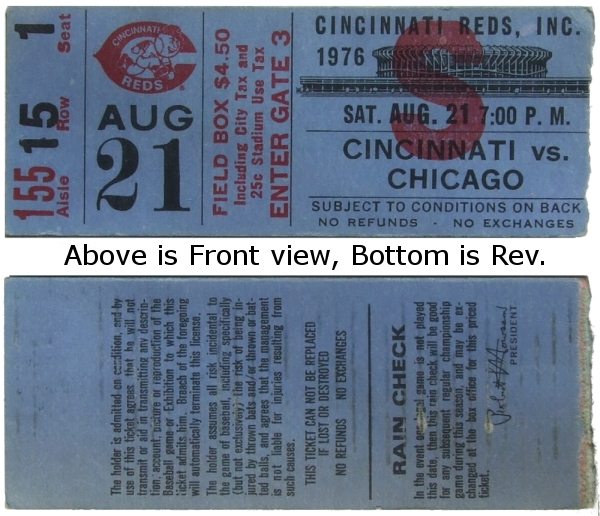 1
Seat
15
Row
155
Aisle
CINCINNATI
REDS
AUG
21
FIELD BOX $4.50
Including City Tax and
25c Stadium Use Tax
ENTER GATE 3
CINCINNATI REDS, INC.
1976
S
SAT. AUG. 21 7:00 P. M.
CINCINNATI vs.
CHICAGO
SUBJECT TO CONDITIONS ON BACK
NO REFUNDS - NO EXCHANGES
Above is Front view, Bottom is Rev.
The holder is admitted on condition, and by
use of this ticket agrees that he will not
transmit or aid in transmitting any descrip-
tion, account, picture or reproduction of the
Baseball game or Exhibition to which this
ticket admits him. Breach of the foregoing
will automatically terminate this license.
The holder assumes all risk incidental to
the game of baseball, including specifically
(but not exclusively) the risk of being in-
jured by thrown bats and/or thrown or bat-
ted balls, and agrees that the management
is not liable for injuries resulting from
such causes.
THIS TICKET CAN NOT BE REPLACED
IF LOST OR DESTROYED
NO REFUNDS NO EXCHANGES
RAIN CHECK
In the event regular game is not played
this date, then rain check will be good
for any subsequent regular championship
game during this season, and may be ex-
changed at the box office for this priced
ticket.
PRESIDENT